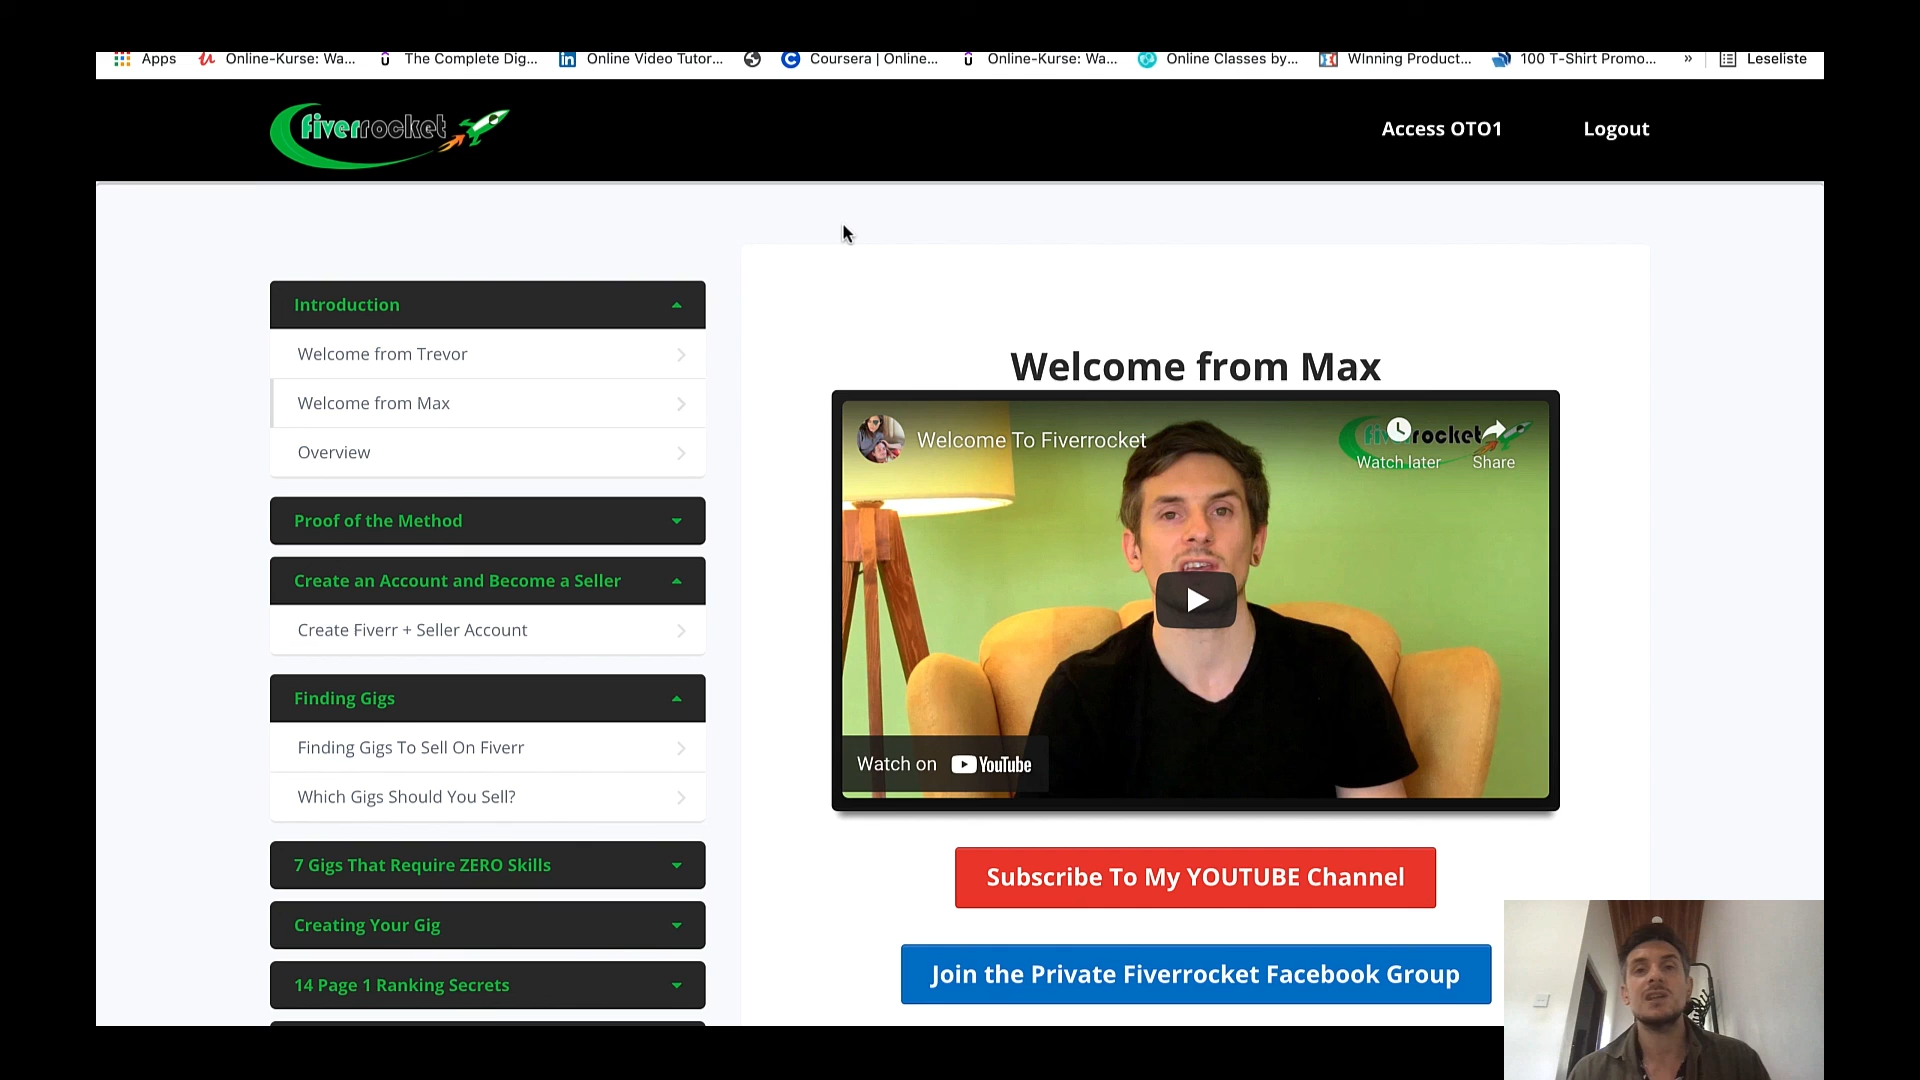 Apps Online-Kurse: Wa... The Complete Dig... Online Video Tutor... Coursera | Online... Online-Kurse: Wa... Online Classes by... WInning Product... 100 T-Shirt Promo... » Leseliste
fiverrocket
Access OTO1 Logout
Introduction
Welcome from Trevor
Welcome from Max
Overview
Proof of the Method
Create an Account and Become a Seller
Create Fiverr + Seller Account
Finding Gigs
Finding Gigs To Sell On Fiverr
Which Gigs Should You Sell?
7 Gigs That Require ZERO Skills
Creating Your Gig
14 Page 1 Ranking Secrets
Welcome from Max
Welcome To Fiverrocket
fiverrocket
Watch later Share
Watch on YouTube
Subscribe To My YOUTUBE Channel
Join the Private Fiverrocket Facebook Group